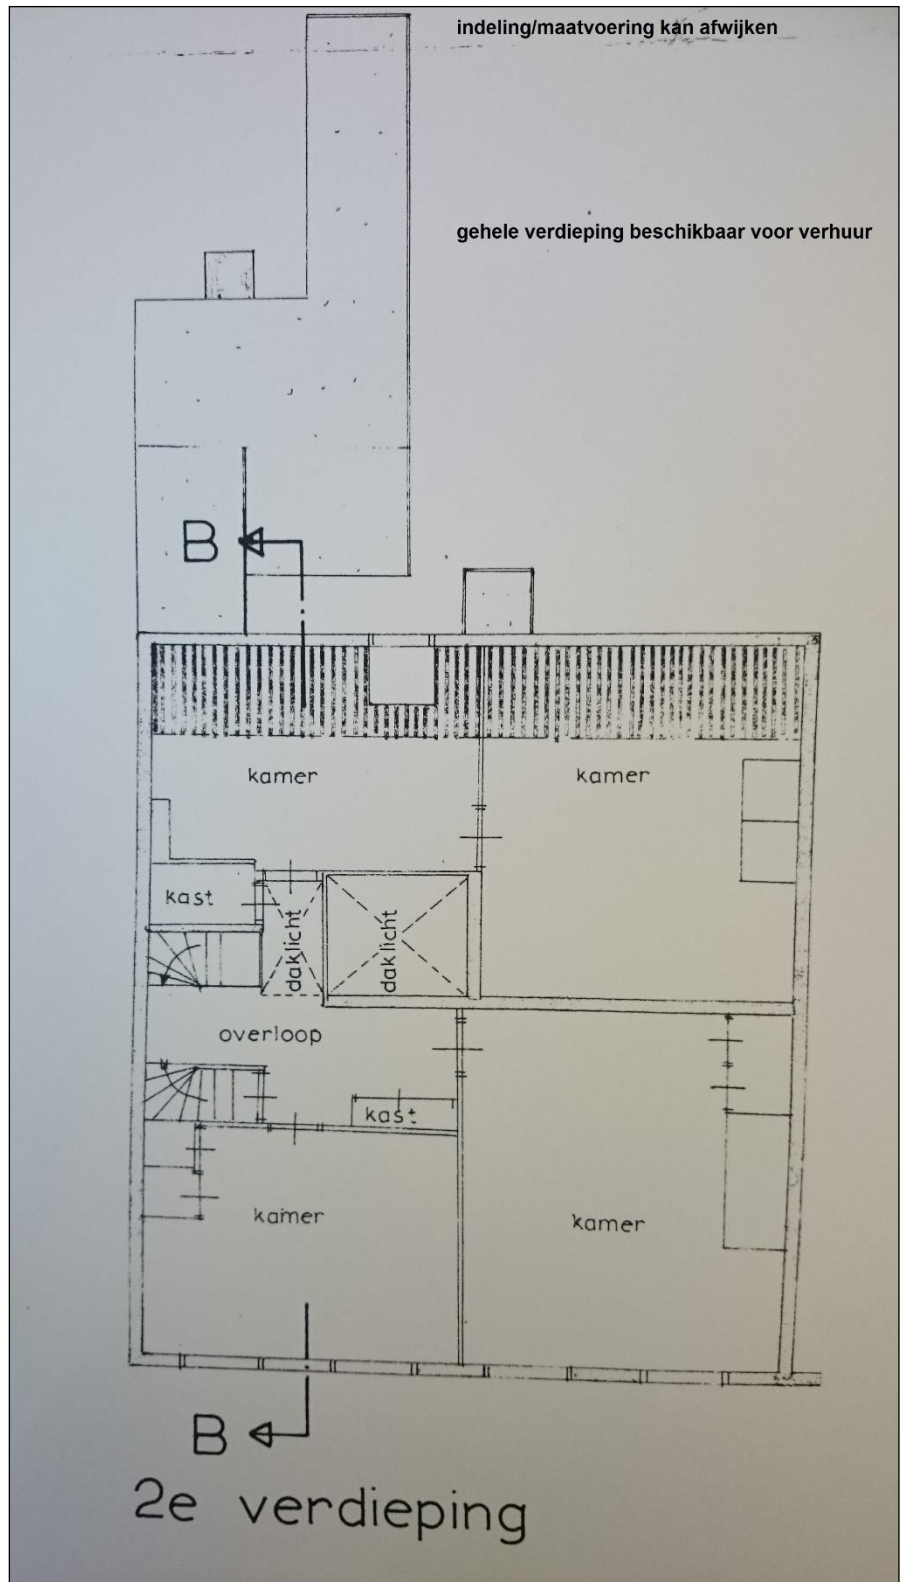 indeling/maatvoering kan afwijken
gehele verdieping beschikbaar voor verhuur
B
kamer
kamer
kast
daklicht
daklicht
overloop
kast
kamer
kamer
B
2e verdieping